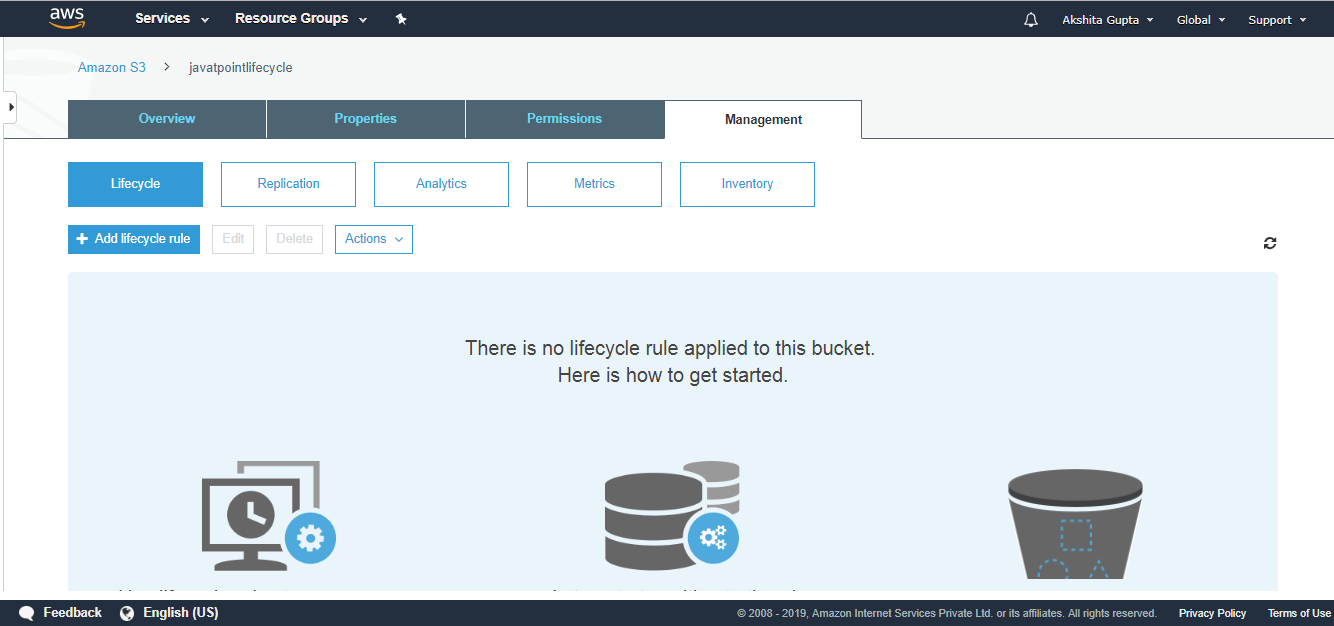 aws Services Resource Groups Akshita Gupta Global Support
Amazon S3 > javatpointlifecycle
Overview Properties Permissions Management
Lifecycle Replication Analytics Metrics Inventory
+ Add lifecycle rule Edit Delete Actions
There is no lifecycle rule applied to this bucket.
Here is how to get started.
Feedback English (US) © 2008 - 2019, Amazon Internet Services Private Ltd. or its affiliates. All rights reserved. Privacy Policy Terms of Use